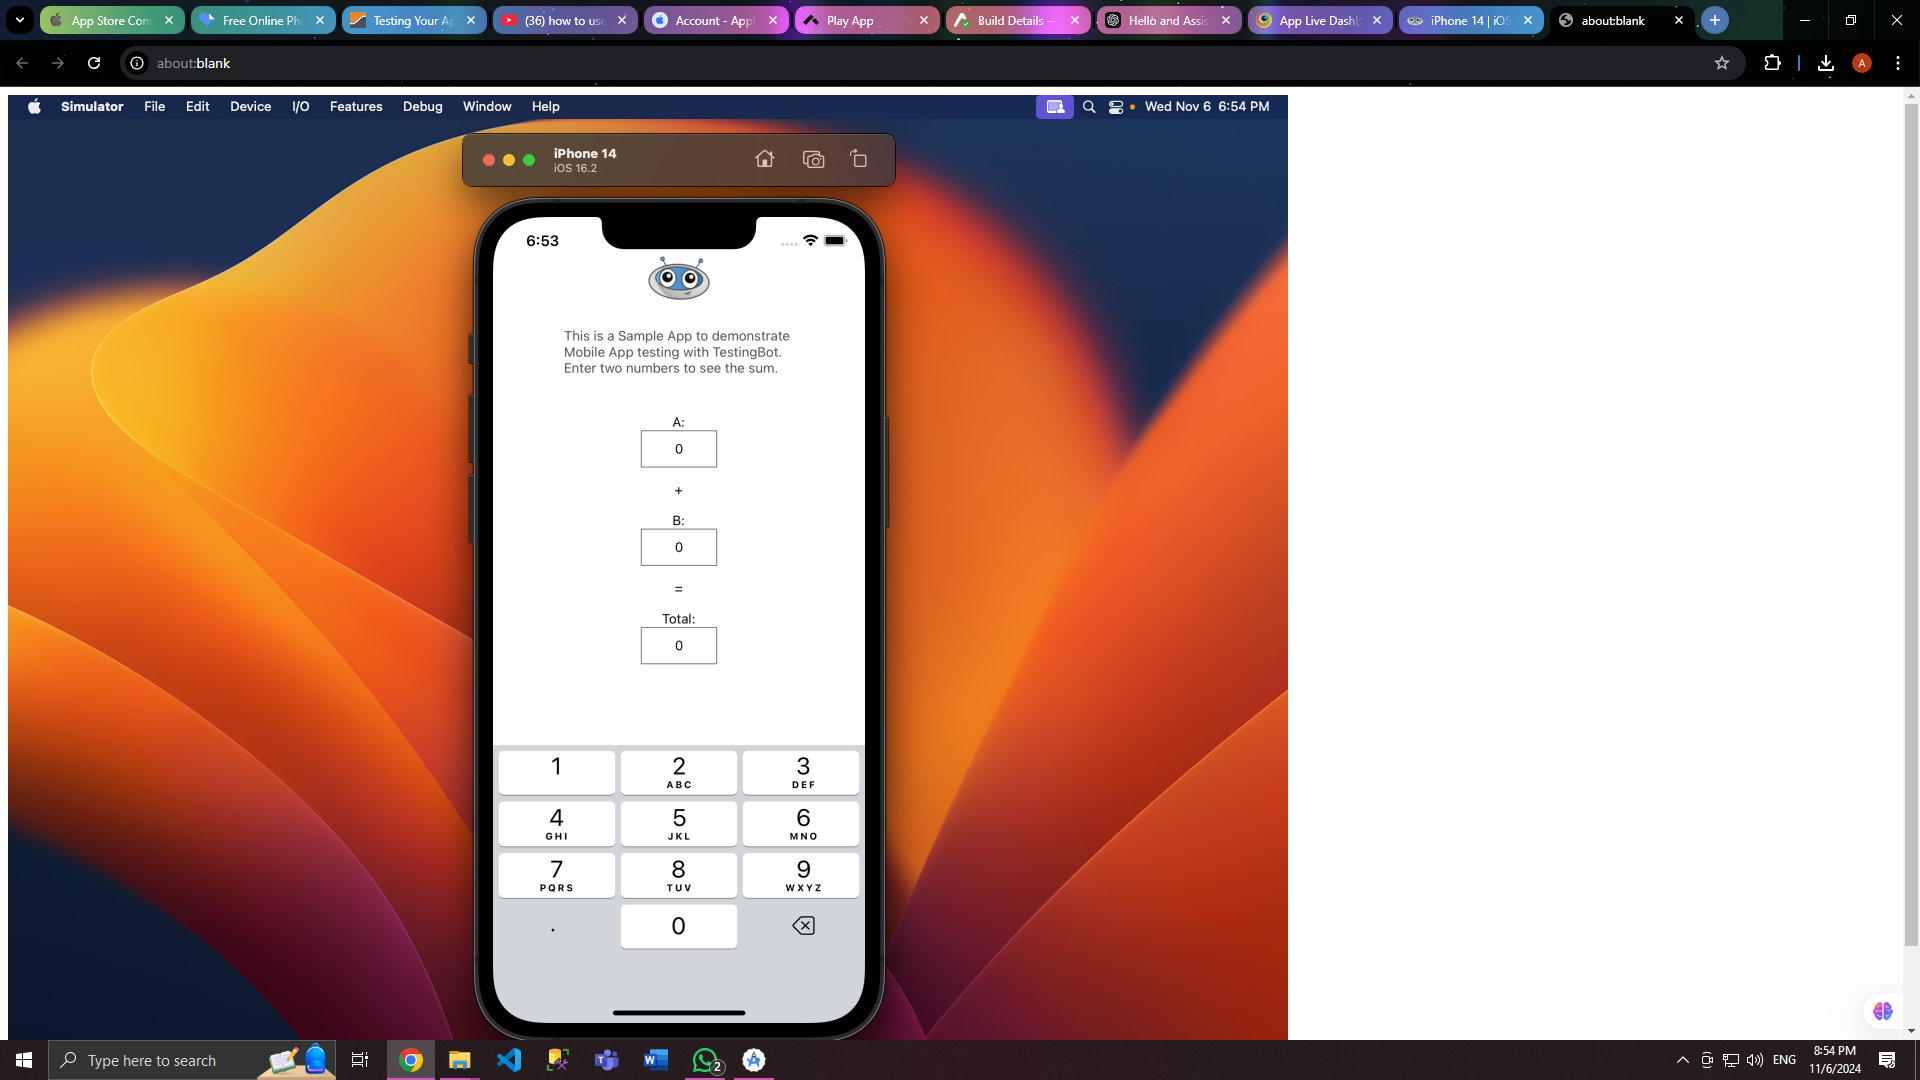 App Store Con
Free Online Ph
Testing Your Ap
(36) how to use
Account - Appl
Play App
Build Details —
Hello and Assis
App Live Dash
iPhone 14 | iOS
about:blank
about:blank
A
Simulator File Edit Device I/O Features Debug Window Help
Wed Nov 6 6:54 PM
iPhone 14
iOS 16.2
6:53
This is a Sample App to demonstrate
Mobile App testing with TestingBot.
Enter two numbers to see the sum.
A:
0
+
B:
0
=
Total:
0
1 2 3
ABC DEF
4 5 6
GHI JKL MNO
7 8 9
PQRS TUV WXYZ
. 0
Type here to search
2
ENG
8:54 PM
11/6/2024